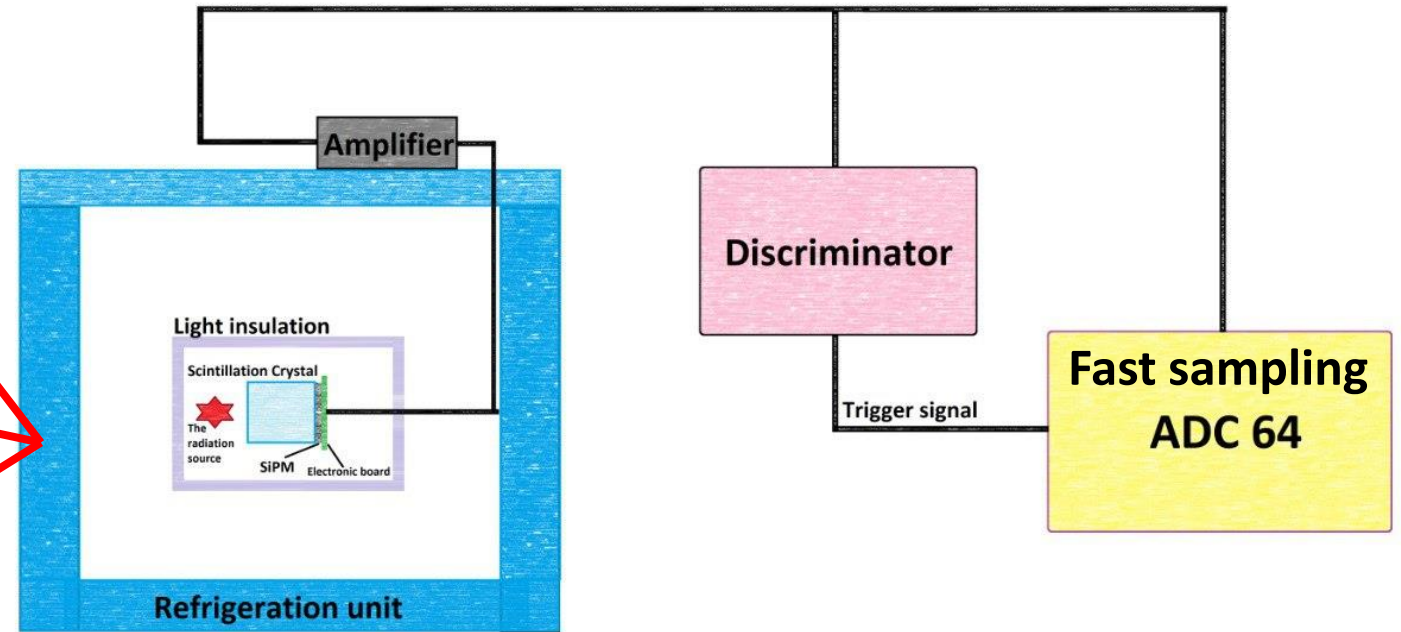 Amplifier
Discriminator
Light insulation
Scintillation Crystal
The
radiation
source
SiPM
Electronic board
Fast sampling
ADC 64
Trigger signal
Refrigeration unit